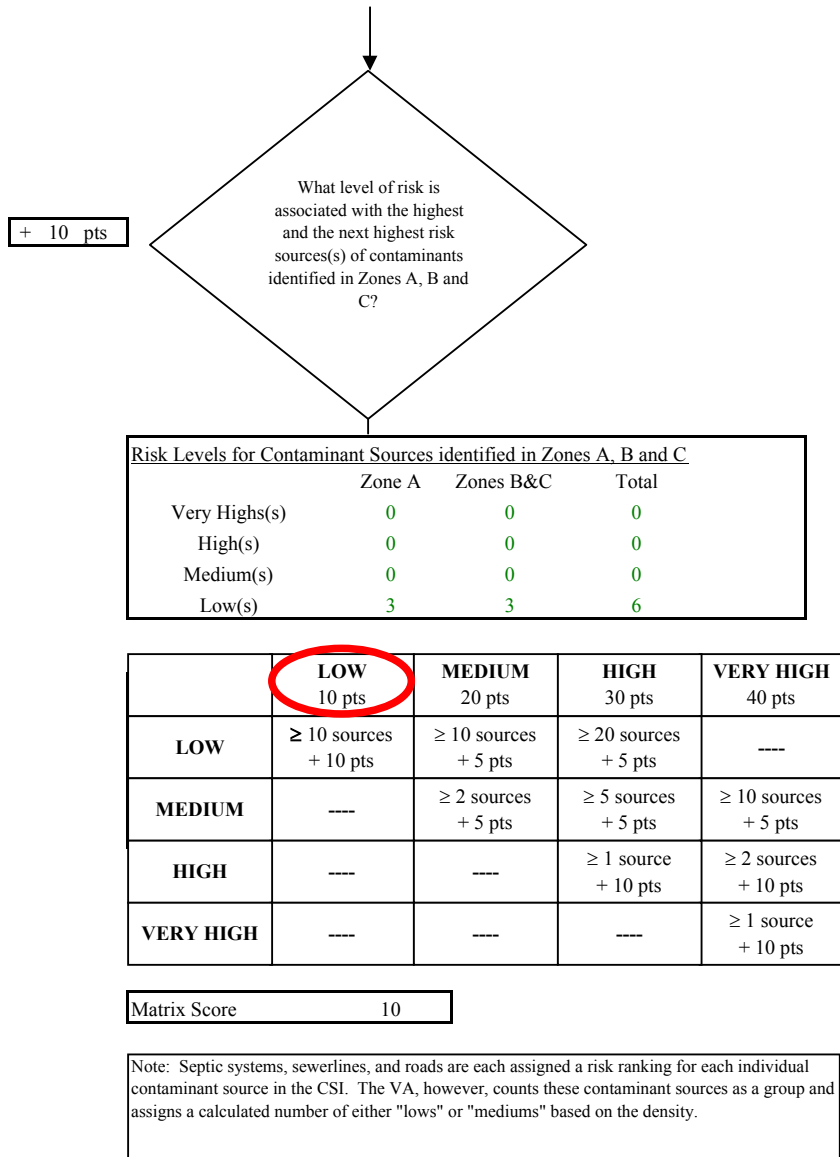 What level of risk is
associated with the highest
and the next highest risk
sources(s) of contaminants
identified in Zones A, B and
C?
+ 10 pts
Risk Levels for Contaminant Sources identified in Zones A, B and C
Zone A Zones B&C Total
Very Highs(s) 0 0 0
High(s) 0 0 0
Medium(s) 0 0 0
Low(s) 3 3 6
LOW MEDIUM HIGH VERY HIGH
10 pts 20 pts 30 pts 40 pts
LOW ≥ 10 sources ≥ 10 sources ≥ 20 sources ----
+ 10 pts + 5 pts + 5 pts
MEDIUM ---- ≥ 2 sources ≥ 5 sources ≥ 10 sources
+ 5 pts + 5 pts + 5 pts
HIGH ---- ---- ≥ 1 source ≥ 2 sources
+ 10 pts + 10 pts
VERY HIGH ---- ---- ---- ≥ 1 source
+ 10 pts
Matrix Score 10
Note: Septic systems, sewerlines, and roads are each assigned a risk ranking for each individual
contaminant source in the CSI. The VA, however, counts these contaminant sources as a group and
assigns a calculated number of either "lows" or "mediums" based on the density.